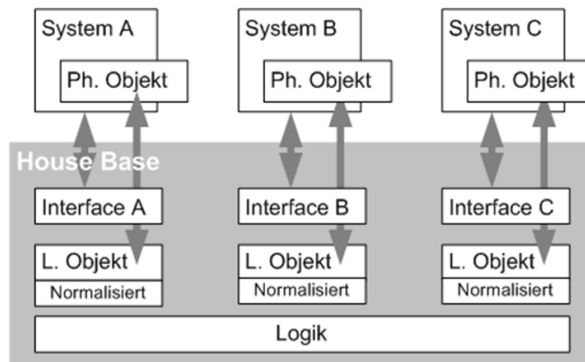 System A
System B
System C
Ph. Objekt
Ph. Objekt
Ph. Objekt
House Base
Interface A
Interface B
Interface C
L. Objekt
L. Objekt
L. Objekt
Normalisiert
Normalisiert
Normalisiert
Logik